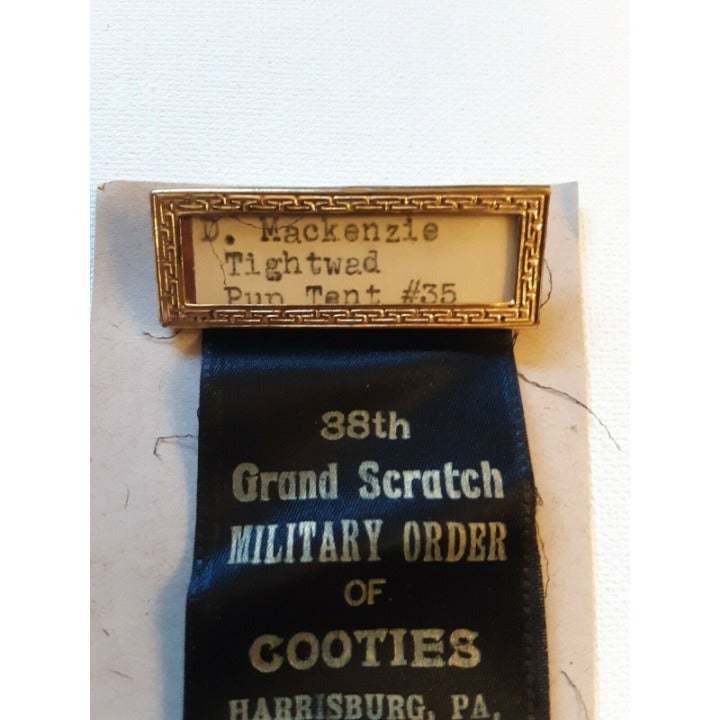 D. Mackenzie
Tightwad
Pup Tent #35
38th
Grand Scratch
MILITARY ORDER
OF
COOTIES
HARRISBURG, PA.